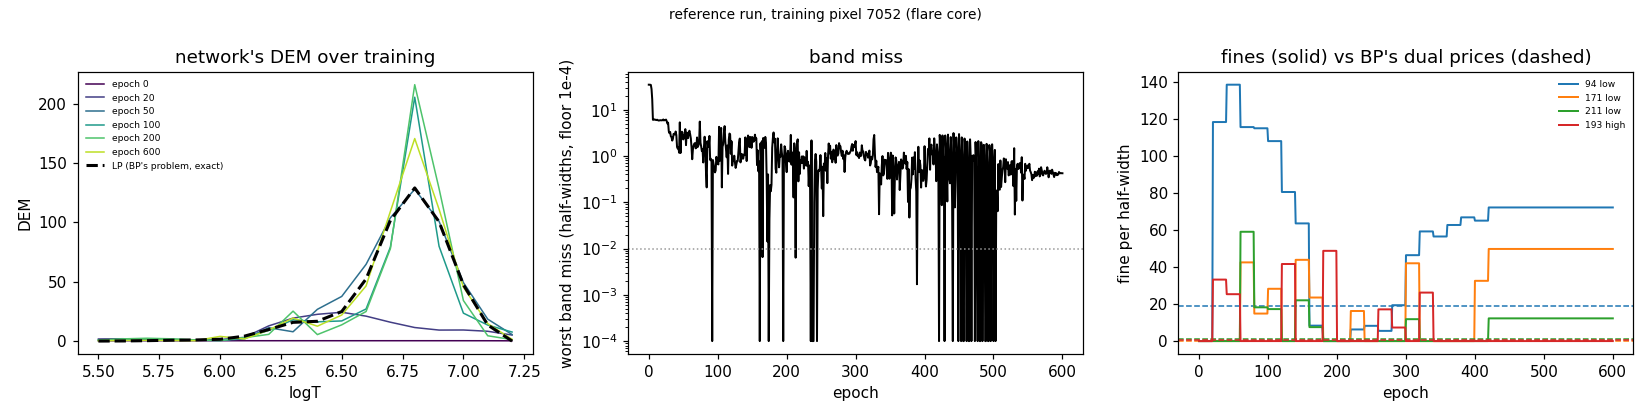 reference run, training pixel 7052 (flare core)
network's DEM over training
DEM
200
150
100
50
0
epoch 0
epoch 20
epoch 50
epoch 100
epoch 200
epoch 600
LP (BP's problem, exact)
5.50 5.75 6.00 6.25 6.50 6.75 7.00 7.25
logT
band miss
worst band miss (half-widths, floor 1e-4)
10¹
10⁰
10⁻¹
10⁻²
10⁻³
10⁻⁴
0 100 200 300 400 500 600
epoch
fines (solid) vs BP's dual prices (dashed)
fine per half-width
140
120
100
80
60
40
20
0
94 low
171 low
211 low
193 high
0 100 200 300 400 500 600
epoch